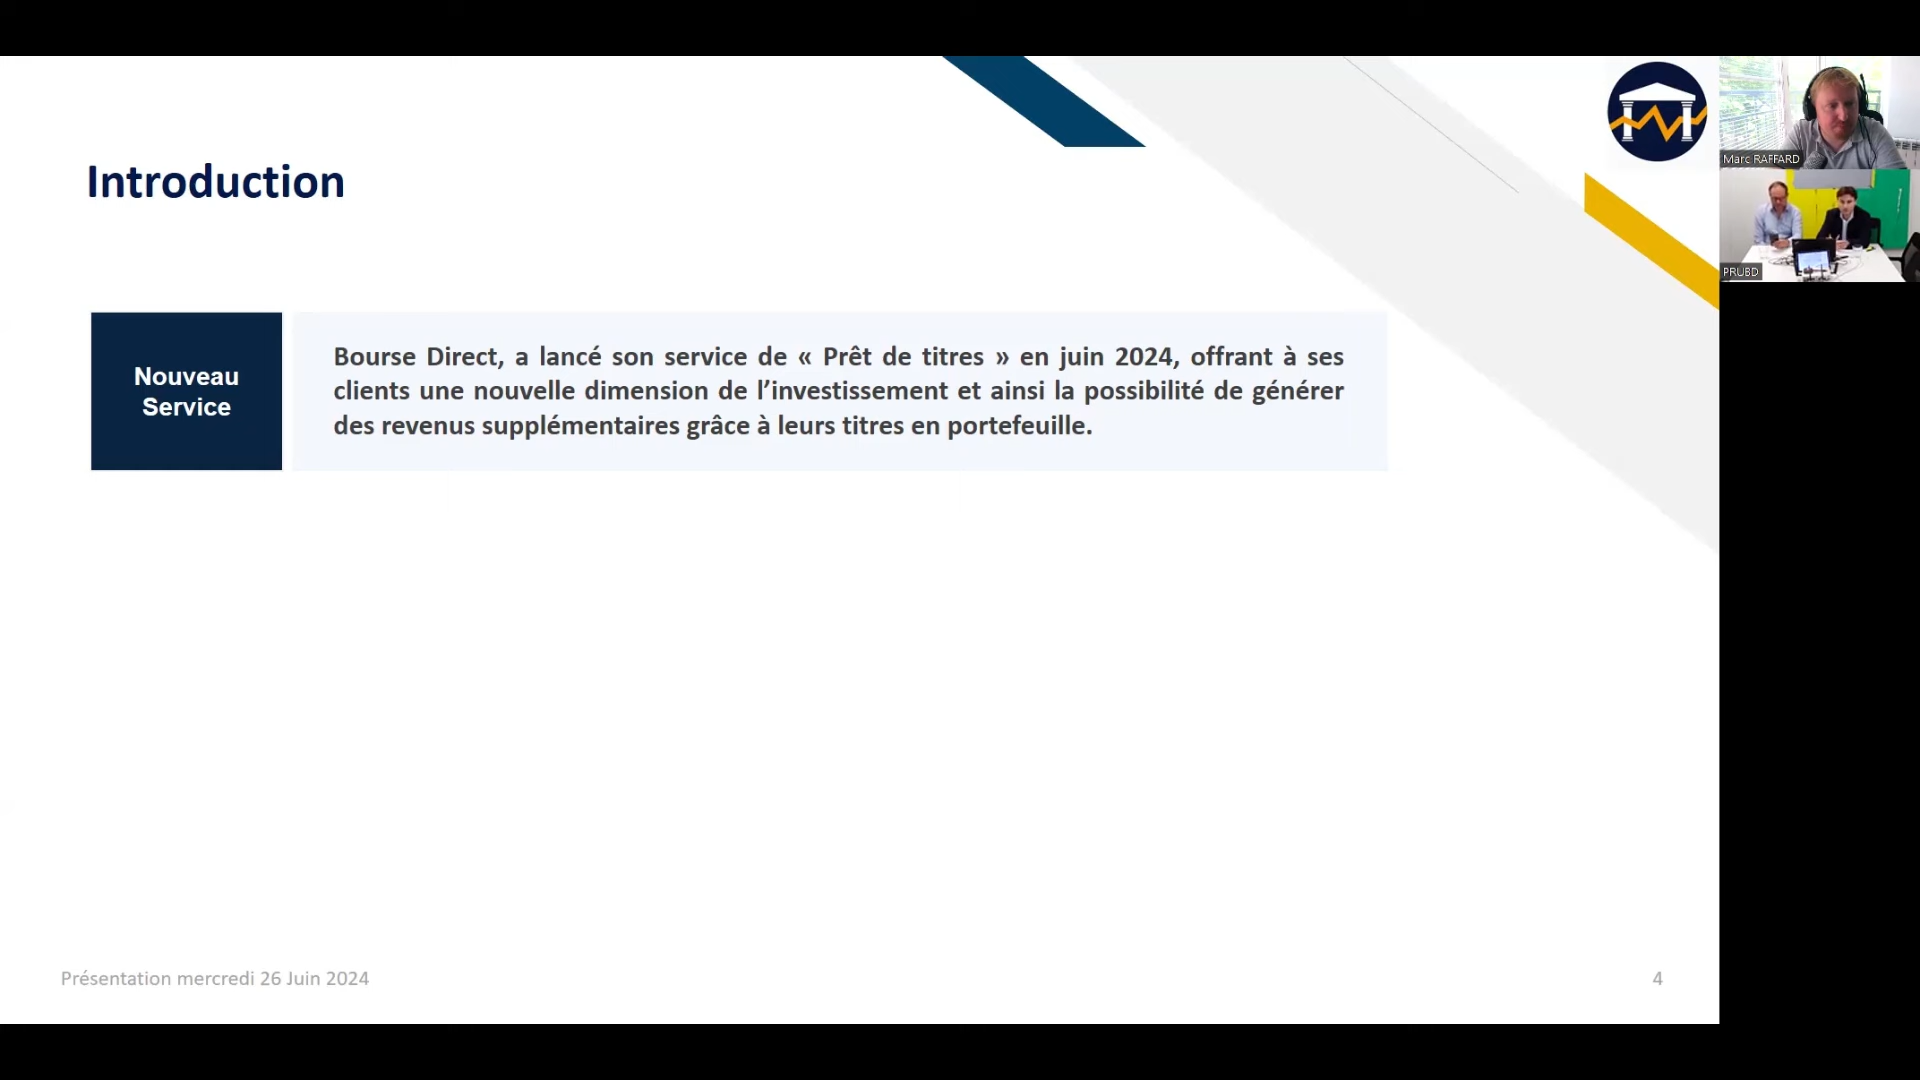 Introduction
Nouveau
Service
Bourse Direct, a lancé son service de « Prêt de titres » en juin 2024, offrant à ses
clients une nouvelle dimension de l’investissement et ainsi la possibilité de générer
des revenus supplémentaires grâce à leurs titres en portefeuille.
Présentation mercredi 26 Juin 2024
4
Marc RAFFARD
PRUBD